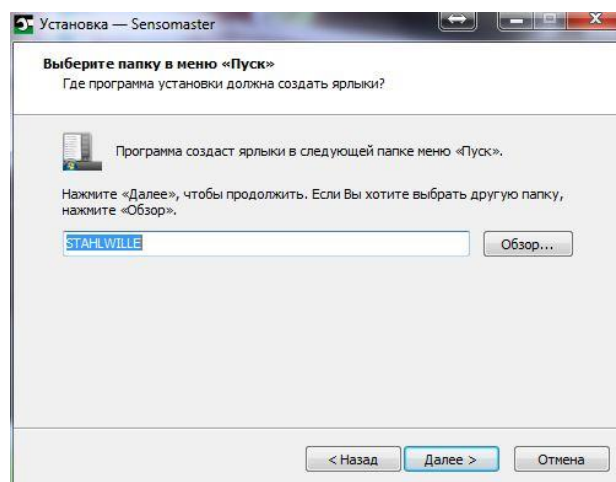 Установка — Sensomaster
Выберите папку в меню «Пуск»
Где программа установки должна создать ярлыки?
Программа создаст ярлыки в следующей папке меню «Пуск».
Нажмите «Далее», чтобы продолжить. Если Вы хотите выбрать другую папку,
нажмите «Обзор».
STAHLWILLE
Обзор...
< Назад
Далее >
Отмена